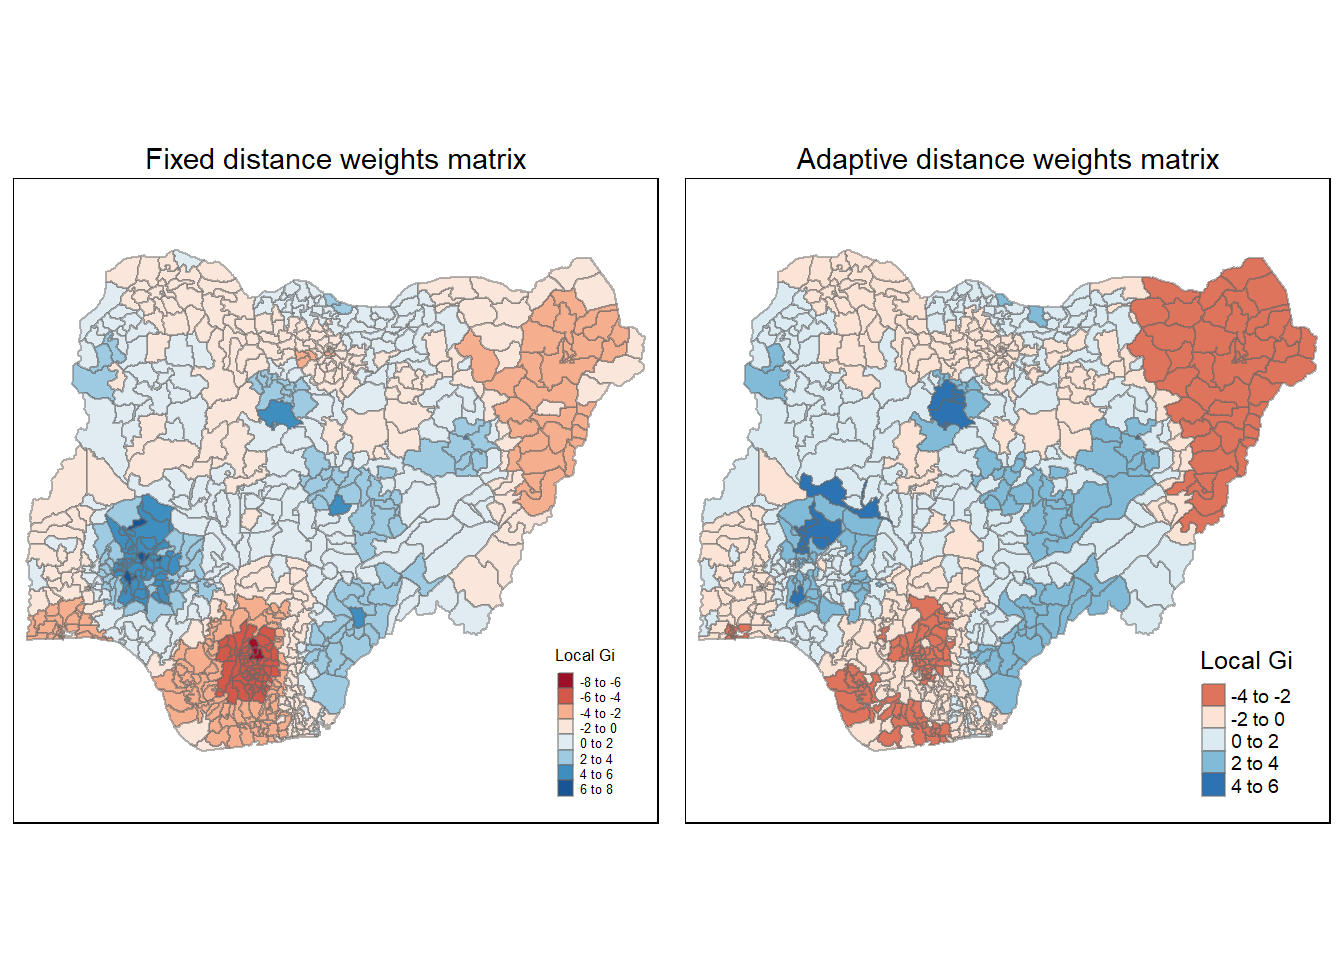 Fixed distance weights matrix
Adaptive distance weights matrix
Local Gi
-8 to -6
-6 to -4
-4 to -2
-2 to 0
0 to 2
2 to 4
4 to 6
6 to 8
Local Gi
-4 to -2
-2 to 0
0 to 2
2 to 4
4 to 6